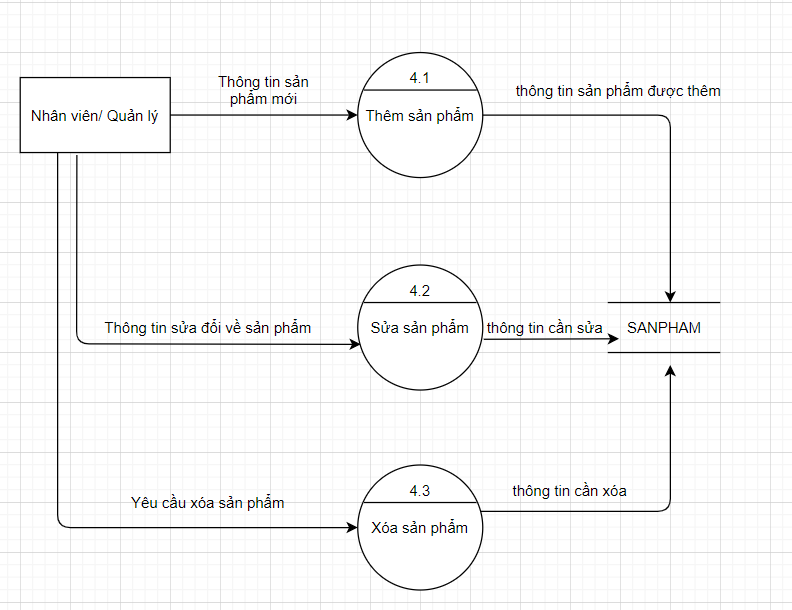 Thông tin sản
phẩm mới
4.1
thông tin sản phẩm được thêm
Nhân viên/ Quản lý
Thêm sản phẩm
4.2
Thông tin sửa đổi về sản phẩm
Sửa sản phẩm
thông tin cần sửa
SANPHAM
4.3
thông tin cần xóa
Yêu cầu xóa sản phẩm
Xóa sản phẩm